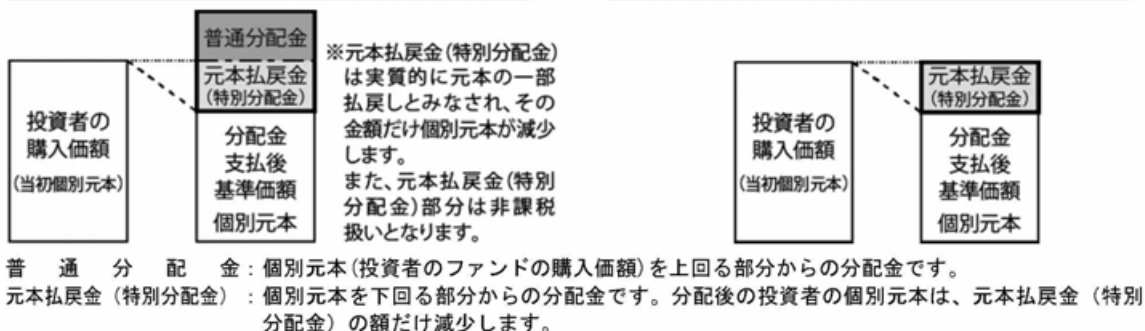 普通分配金
元本払戻金
(特別分配金)
投資者の
購入価額
(当初個別元本)
分配金
支払後
基準価額
個別元本
※元本払戻金(特別分配金)
は実質的に元本の一部
払戻しとみなされ、その
金額だけ個別元本が減少
します。
また、元本払戻金(特別
分配金)部分は非課税
扱いとなります。
投資者の
購入価額
(当初個別元本)
元本払戻金
(特別分配金)
分配金
支払後
基準価額
個別元本
普通分配金:個別元本(投資者のファンドの購入価額)を上回る部分からの分配金です。
元本払戻金(特別分配金):個別元本を下回る部分からの分配金です。分配後の投資者の個別元本は、元本払戻金(特別
分配金)の額だけ減少します。